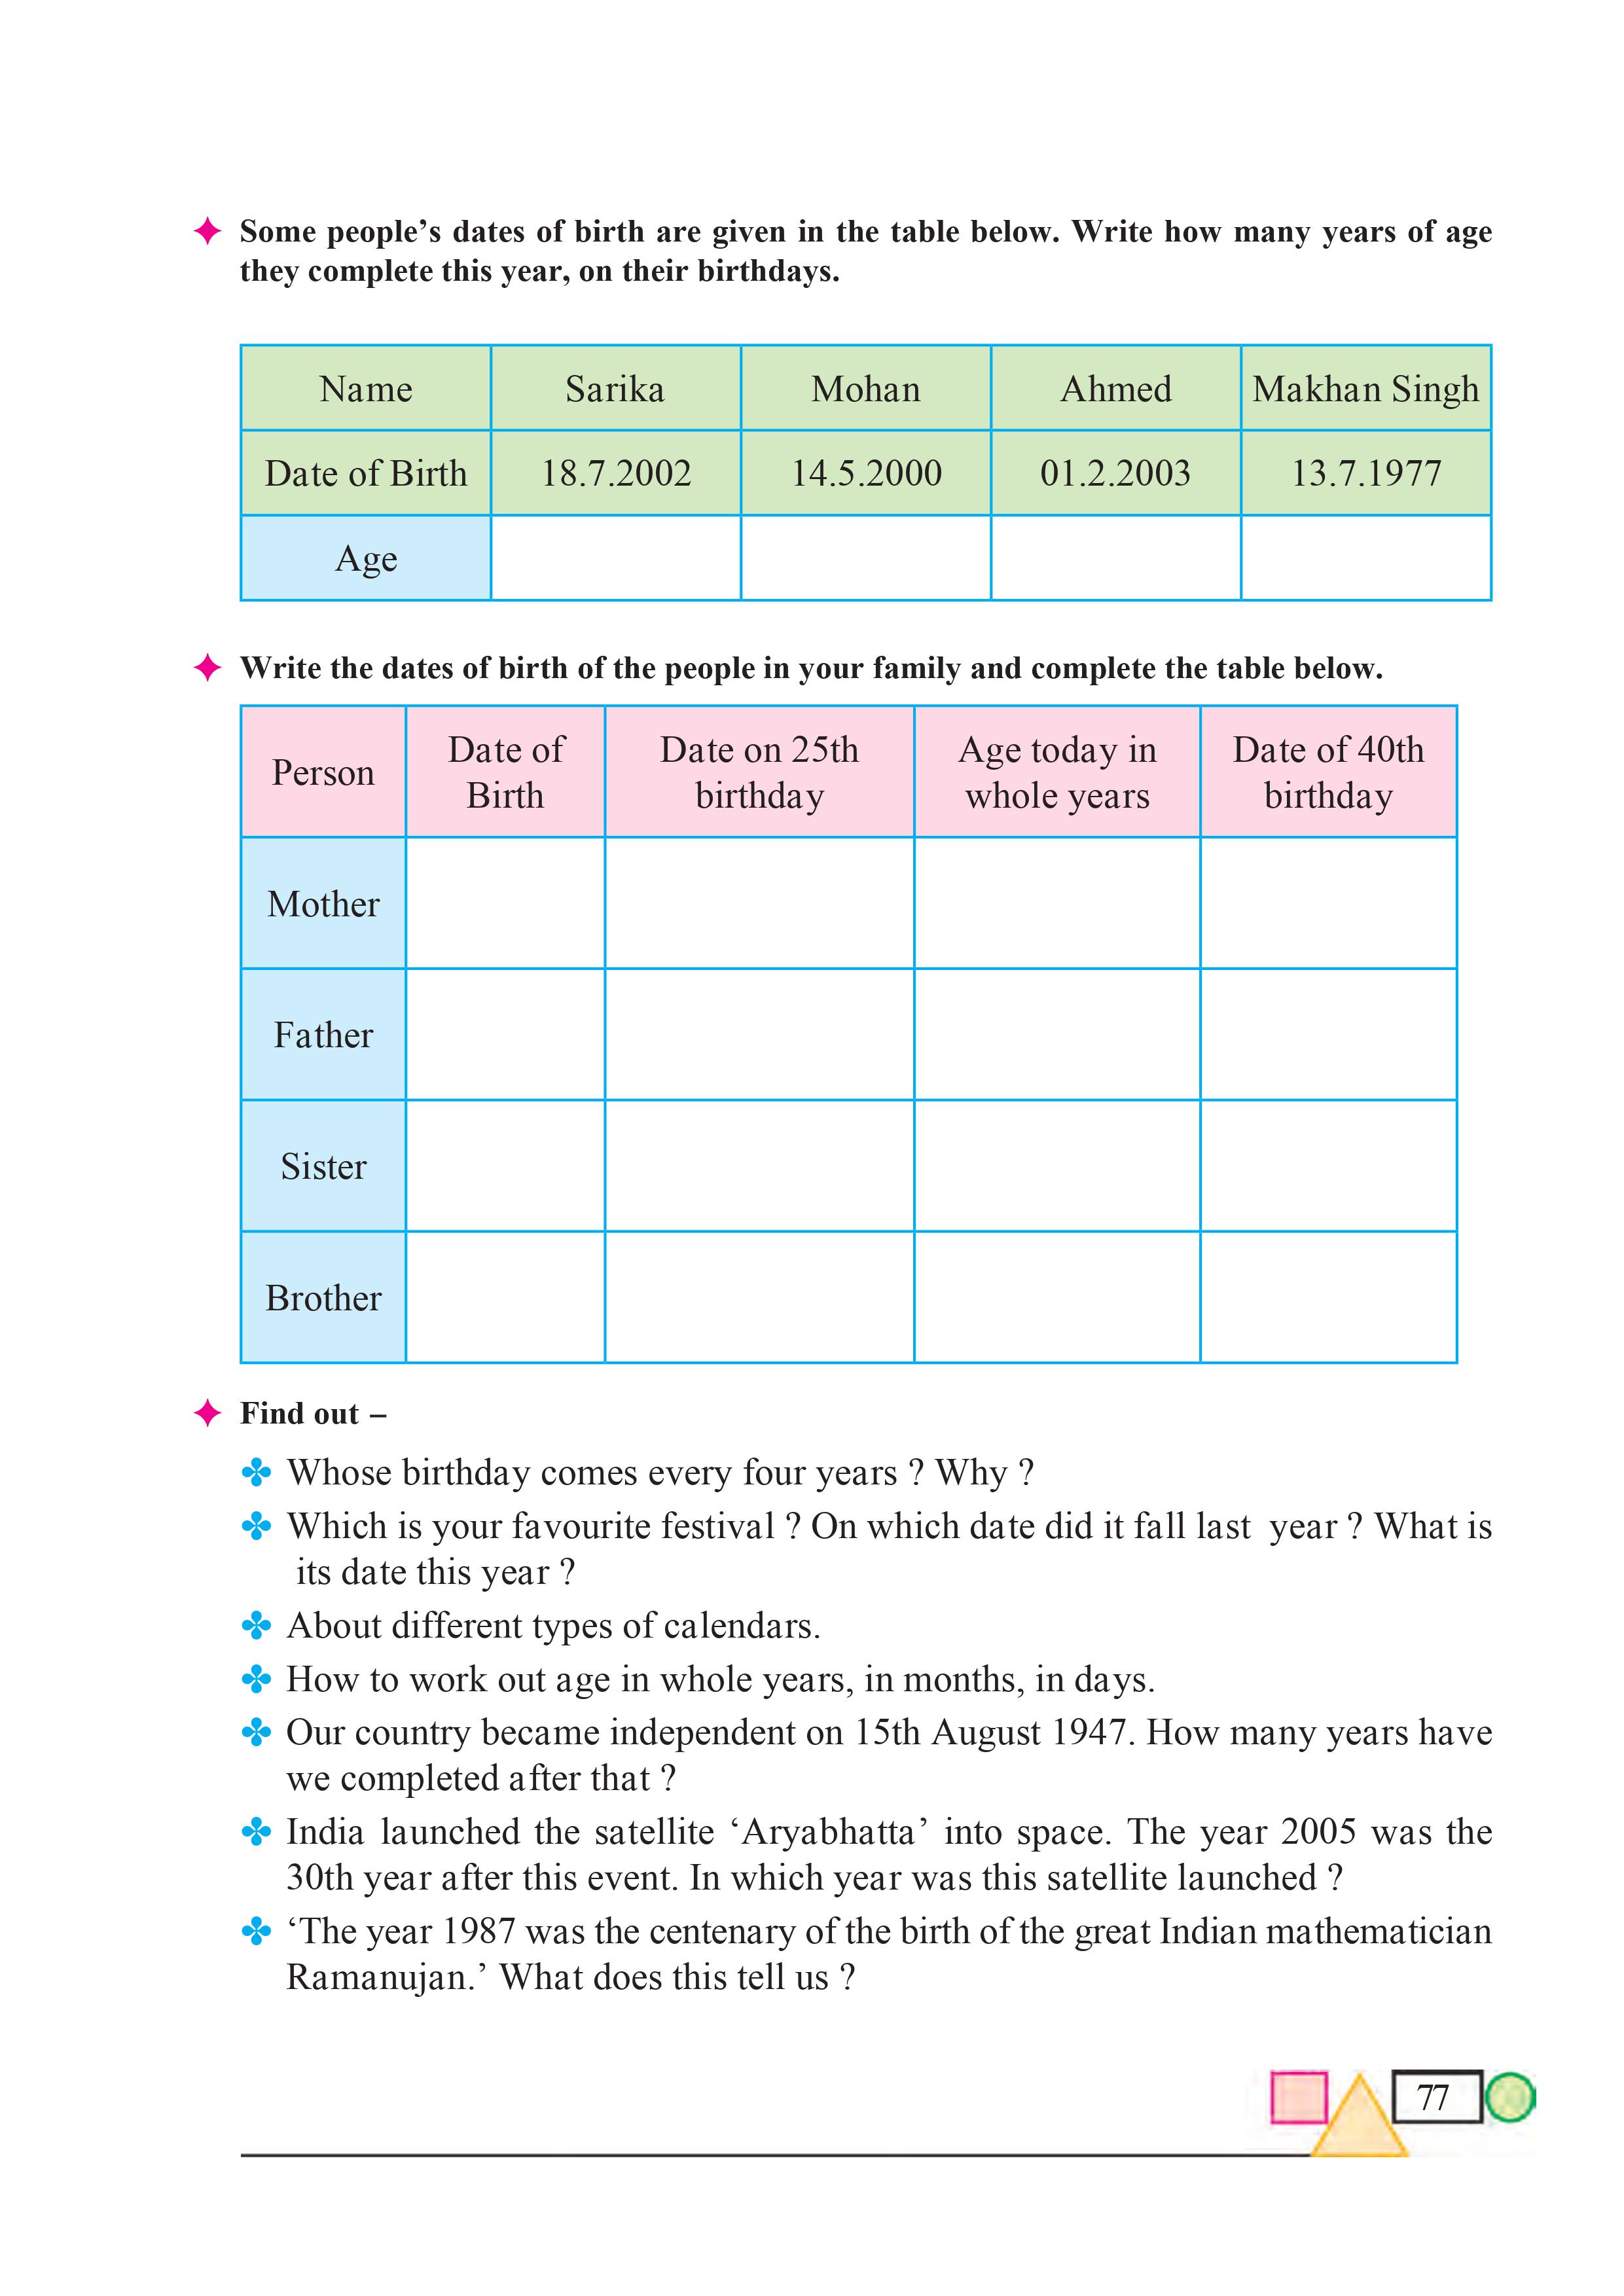 Some people’s dates of birth are given in the table below. Write how many years of age
they complete this year, on their birthdays.
Name Sarika Mohan Ahmed Makhan Singh
Date of Birth 18.7.2002 14.5.2000 01.2.2003 13.7.1977
Age
Write the dates of birth of the people in your family and complete the table below.
Person Date of Birth Date on 25th birthday Age today in whole years Date of 40th birthday
Mother
Father
Sister
Brother
Find out –
Whose birthday comes every four years ? Why ?
Which is your favourite festival ? On which date did it fall last year ? What is
its date this year ?
About different types of calendars.
How to work out age in whole years, in months, in days.
Our country became independent on 15th August 1947. How many years have
we completed after that ?
India launched the satellite ‘Aryabhatta’ into space. The year 2005 was the
30th year after this event. In which year was this satellite launched ?
‘The year 1987 was the centenary of the birth of the great Indian mathematician
Ramanujan.’ What does this tell us ?
77